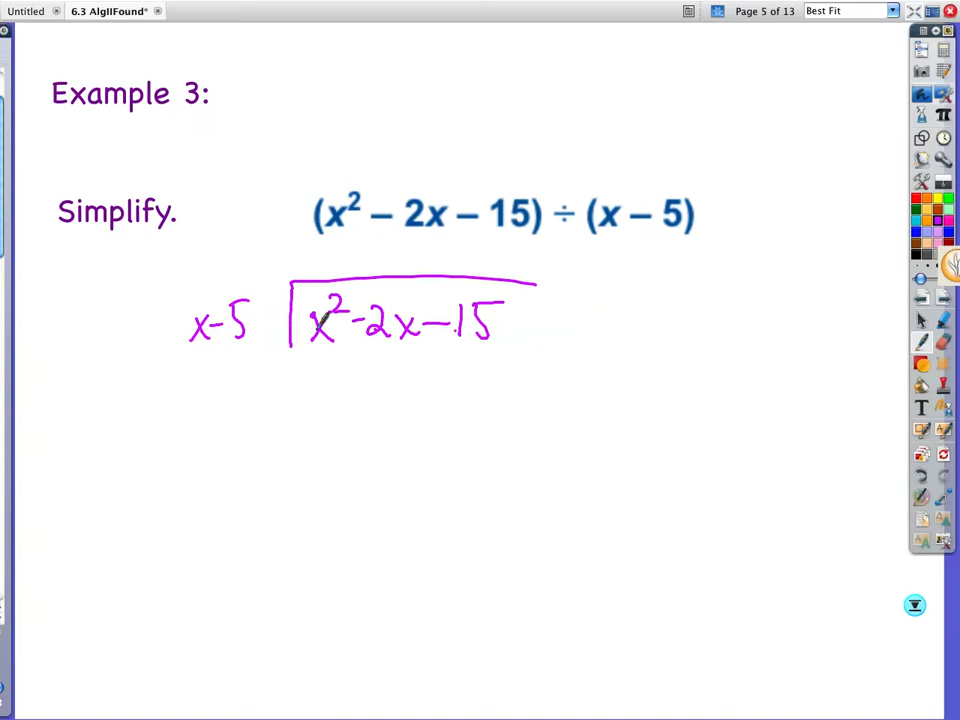 Untitled
6.3 AlgIIFound*
Page 5 of 13
Best Fit
Example 3:
Simplify.
(x² – 2x – 15) ÷ (x – 5)
x-5
x²-2x-15